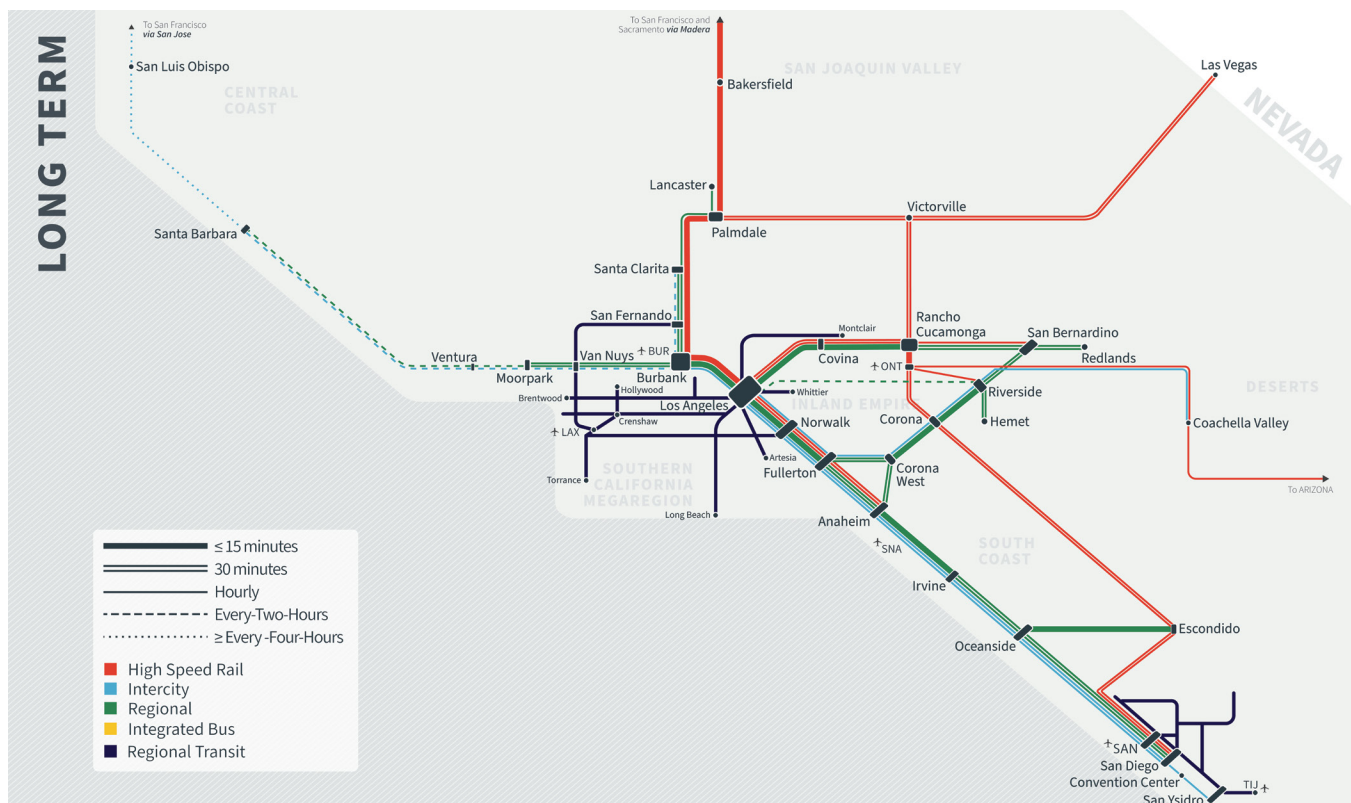 LONG TERM
To San Francisco
via San Jose
San Luis Obispo
CENTRAL
COAST
Santa Barbara
To San Francisco and
Sacramento via Madera
Bakersfield
SAN JOAQUIN VALLEY
Las Vegas
NEVADA
Lancaster
Palmdale
Victorville
Santa Clarita
San Fernando
Rancho
Cucamonga
Montclair
San Bernardino
Ventura
Moorpark
Van Nuys
BUR
Burbank
Covina
ONT
Redlands
Hollywood
Brentwood
Los Angeles
Whittier
INLAND EMPIRE
Riverside
DESERTS
Crenshaw
LAX
Norwalk
Corona
Hemet
Coachella Valley
Artesia
Fullerton
Corona
West
SOUTHERN
CALIFORNIA
MEGAREGION
Torrance
To ARIZONA
Long Beach
Anaheim
SNA
SOUTH
COAST
Irvine
Oceanside
Escondido
SAN
San Diego
Convention Center
San Ysidro
TIJ
≤ 15 minutes
30 minutes
Hourly
Every-Two-Hours
≥ Every -Four-Hours
High Speed Rail
Intercity
Regional
Integrated Bus
Regional Transit